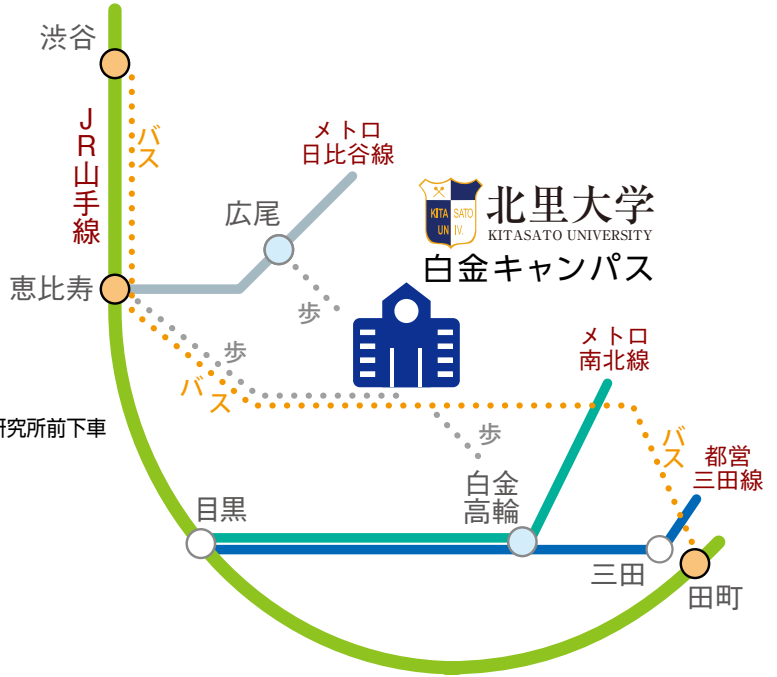 渋谷
JR山手線
バス
メトロ
日比谷線
広尾
KITA SATO
UN IV.
北里大学
KITASATO UNIVERSITY
白金キャンパス
恵比寿
歩
歩
バス
メトロ
南北線
研究所前下車
歩
バス
都営
三田線
白金
高輪
目黒
三田
田町